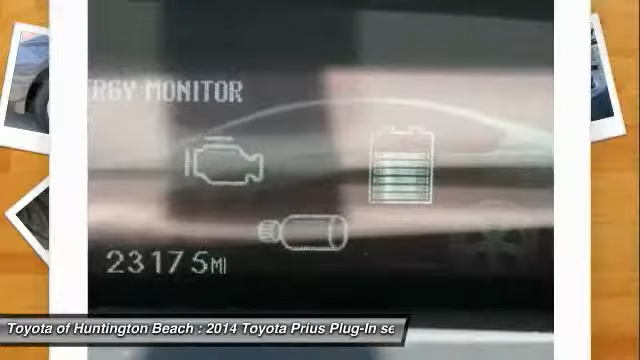 ERGY MONITOR
23175MI
Toyota of Huntington Beach : 2014 Toyota Prius Plug-In se